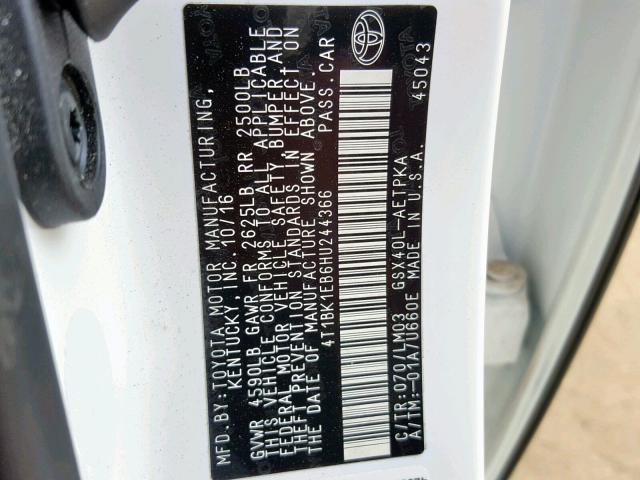 MFD.BY:TOYOTA MOTOR MANUFACTURING,
KENTUCKY, INC. 10/16
GVWR 4590LB GAWR FR 2625LB RR 2500LB
THIS VEHICLE CONFORMS TO ALL APPLICABLE
FEDERAL MOTOR VEHICLE SAFETY, BUMPER, AND
THEFT PREVENTION STANDARDS IN EFFECT ON
THE DATE OF MANUFACTURE SHOWN ABOVE.
4T1BK1EB6HU244366 PASS.CAR
C/TR:070/LM03 GSX40L-AETPKA
A/TM:-01A/U660E MADE IN U.S.A.
45043
TOYOTA